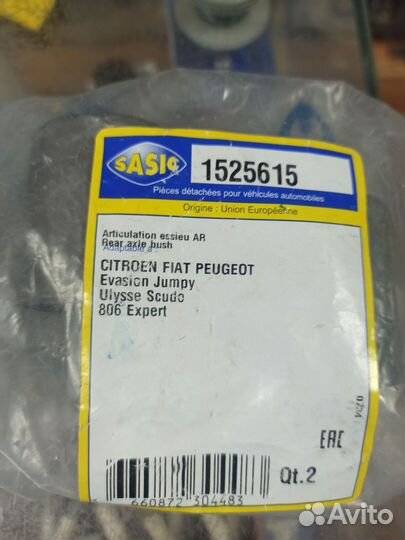 SASIC
1525615
Pièces détachées pour véhicules automobiles
Origine : Union Européenne
Articulation essieu AR
Rear axle bush
Adaptable à :
CITROEN FIAT PEUGEOT
Evasion Jumpy
Ulysse Scudo
806 Expert
EAC
Qt.2
660872 304483
Avito